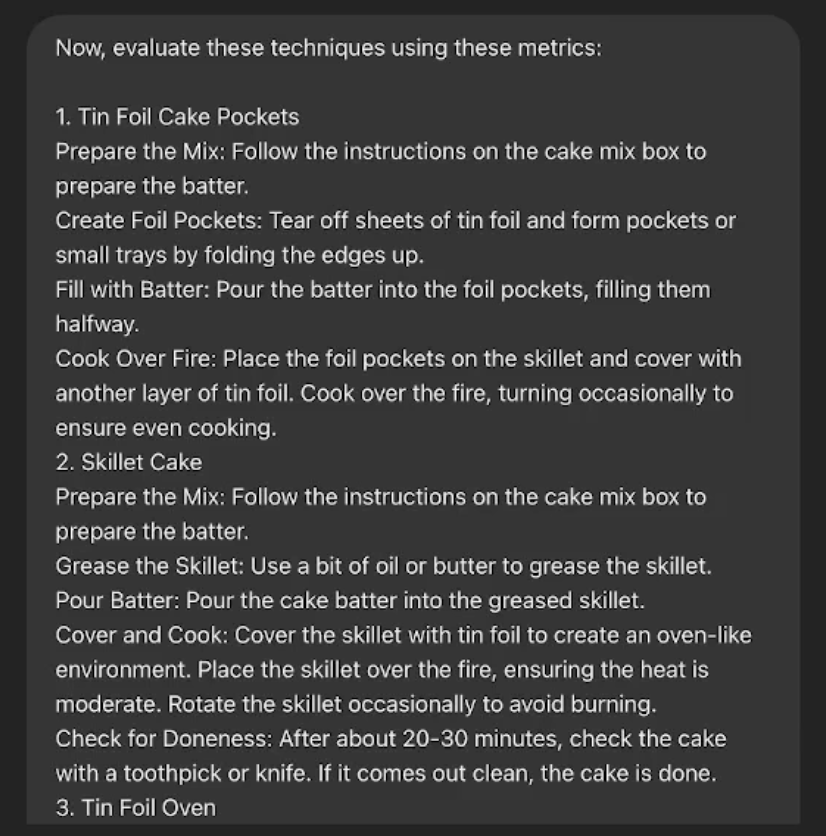 Now, evaluate these techniques using these metrics:
1. Tin Foil Cake Pockets
Prepare the Mix: Follow the instructions on the cake mix box to
prepare the batter.
Create Foil Pockets: Tear off sheets of tin foil and form pockets or
small trays by folding the edges up.
Fill with Batter: Pour the batter into the foil pockets, filling them
halfway.
Cook Over Fire: Place the foil pockets on the skillet and cover with
another layer of tin foil. Cook over the fire, turning occasionally to
ensure even cooking.
2. Skillet Cake
Prepare the Mix: Follow the instructions on the cake mix box to
prepare the batter.
Grease the Skillet: Use a bit of oil or butter to grease the skillet.
Pour Batter: Pour the cake batter into the greased skillet.
Cover and Cook: Cover the skillet with tin foil to create an oven-like
environment. Place the skillet over the fire, ensuring the heat is
moderate. Rotate the skillet occasionally to avoid burning.
Check for Doneness: After about 20-30 minutes, check the cake
with a toothpick or knife. If it comes out clean, the cake is done.
3. Tin Foil Oven